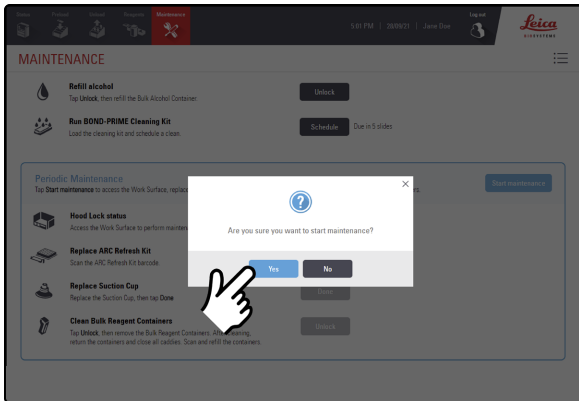 Status Preload Unload Reagents Maintenance
5:01 PM | 28/09/21 | Jane Doe
Log out
Leica
BIOSYSTEMS
MAINTENANCE
Refill alcohol
Tap Unlock, then refill the Bulk Alcohol Container.
Unlock
Run BOND-PRIME Cleaning Kit
Load the cleaning kit and schedule a clean.
Schedule Due in 5 slides
Periodic Maintenance
Tap Start maintenance to access the Work Surface, replace
Start maintenance
Hood Lock status
Access the Work Surface to perform mainten
Replace ARC Refresh Kit
Scan the ARC Refresh Kit barcode.
Replace Suction Cup
Replace the Suction Cup, then tap Done
Done
Clean Bulk Reagent Containers
Tap Unlock, then remove the Bulk Reagent Containers. After cleaning,
return the containers and close all caddies. Scan and refill the containers.
Unlock
Are you sure you want to start maintenance?
Yes No